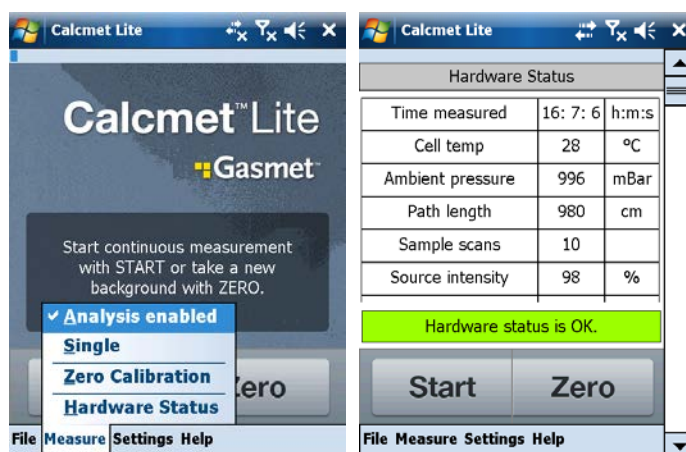 Calcmet Lite
Calcmet™ Lite
Gasmet™
Start continuous measurement
with START or take a new
background with ZERO.
✓ Analysis enabled
Single
Zero Calibration
Hardware Status
File Measure Settings Help
Calcmet Lite
Hardware Status
Time measured 16: 7: 6 h:m:s
Cell temp 28 ºC
Ambient pressure 996 mBar
Path length 980 cm
Sample scans 10
Source intensity 98 %
Hardware status is OK.
Start Zero
File Measure Settings Help